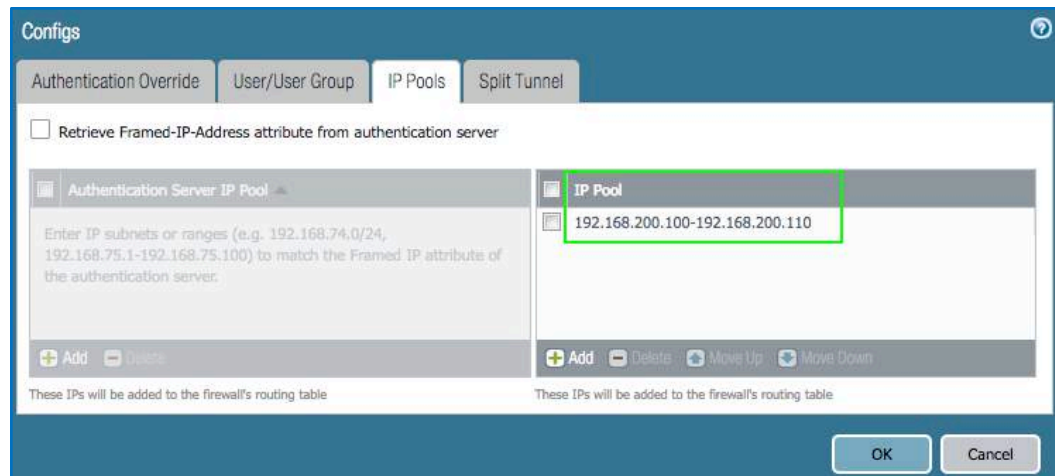 Configs
Authentication Override
User/User Group
IP Pools
Split Tunnel
Retrieve Framed-IP-Address attribute from authentication server
Authentication Server IP Pool
Enter IP subnets or ranges (e.g. 192.168.74.0/24,
192.168.75.1-192.168.75.100) to match the Framed IP attribute of
the authentication server.
Add
Delete
These IPs will be added to the firewall's routing table
IP Pool
192.168.200.100-192.168.200.110
Add
Delete
Move Up
Move Down
These IPs will be added to the firewall's routing table
OK
Cancel